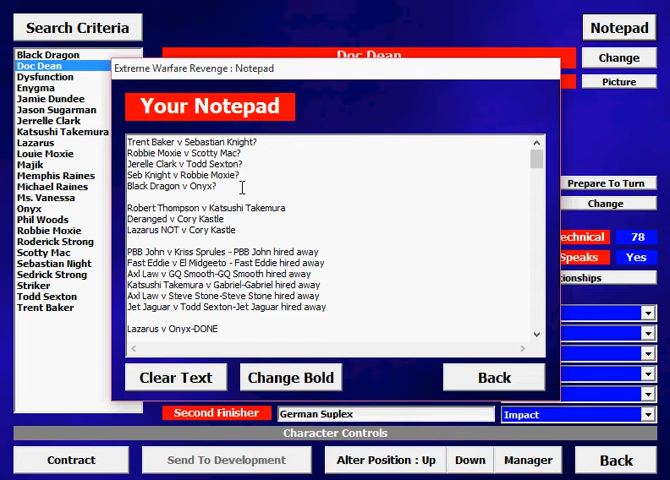 Search Criteria
Notepad
Black Dragon
Doc Dean
Dysfunction
Enygma
Jamie Dundee
Jason Sugarman
Jerrelle Clark
Katsushi Takemura
Lazarus
Louie Moxie
Majik
Memphis Raines
Michael Raines
Ms. Vanessa
Onyx
Phil Woods
Robbie Moxie
Roderick Strong
Scotty Mac
Sebastian Night
Sedrick Strong
Striker
Todd Sexton
Trent Baker
Doc Dean
Change
Picture
Extreme Warfare Revenge : Notepad
Your Notepad
Trent Baker v Sebastian Knight?
Robbie Moxie v Scotty Mac?
Jerelle Clark v Todd Sexton?
Seb Knight v Robbie Moxie?
Black Dragon v Onyx?
Robert Thompson v Katsushi Takemura
Deranged v Cory Kastle
Lazarus NOT v Cory Kastle
PBB John v Kriss Sprules - PBB John hired away
Fast Eddie v El Midgeeto - Fast Eddie hired away
Axl Law v GQ Smooth-GQ Smooth hired away
Katsushi Takamura v Gabriel-Gabriel hired away
Axl Law v Steve Stone-Steve Stone hired away
Jet Jaguar v Todd Sexton-Jet Jaguar hired away
Lazarus v Onyx-DONE
Clear Text
Change Bold
Back
Prepare To Turn
Change
echnical
78
Speaks
Yes
ionships
Second Finisher
German Suplex
Impact
Character Controls
Contract
Send To Development
Alter Position : Up
Down
Manager
Back